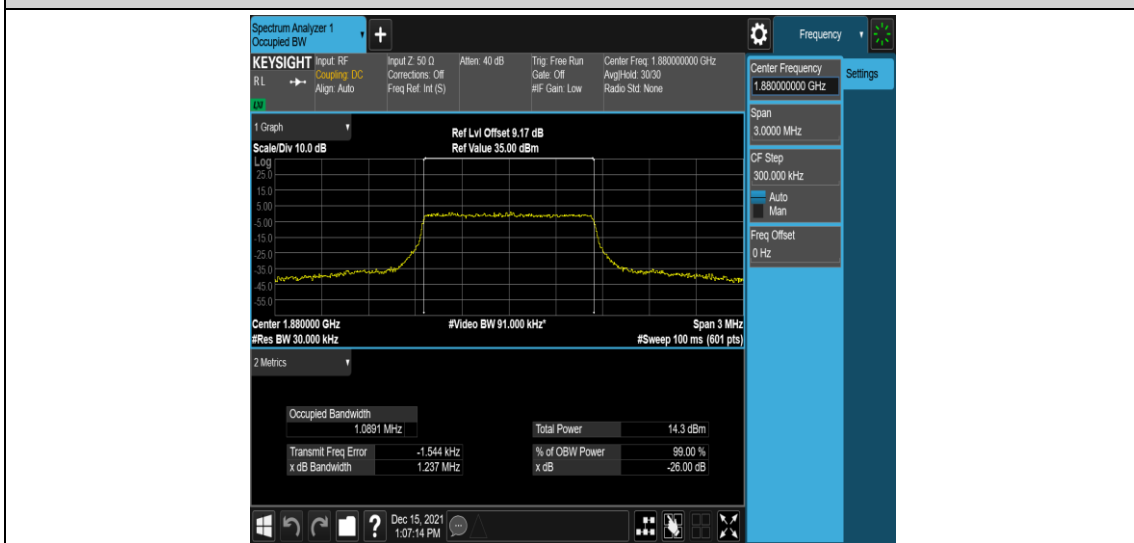 Spectrum Analyzer 1
Occupied BW
+
Frequency
KEYSIGHT
RL
LXI
Input: RF
Coupling: DC
Align: Auto
Input Z: 50 Ω
Corrections: Off
Freq Ref: Int (S)
Atten: 40 dB
Trig: Free Run
Gate: Off
#IF Gain: Low
Center Freq: 1.880000000 GHz
Avg|Hold: 30/30
Radio Std: None
Center Frequency
1.880000000 GHz
Settings
Span
3.0000 MHz
CF Step
300.000 kHz
Auto
Man
Freq Offset
0 Hz
1 Graph
Scale/Div 10.0 dB
Ref Lvl Offset 9.17 dB
Ref Value 35.00 dBm
Log
25.0
15.0
5.00
-5.00
-15.0
-25.0
-35.0
-45.0
-55.0
Center 1.880000 GHz
#Res BW 30.000 kHz
#Video BW 91.000 kHz*
Span 3 MHz
#Sweep 100 ms (601 pts)
2 Metrics
Occupied Bandwidth
1.0891 MHz
Total Power 14.3 dBm
Transmit Freq Error -1.544 kHz
% of OBW Power 99.00 %
x dB Bandwidth 1.237 MHz
x dB -26.00 dB
?
Dec 15, 2021
1:07:14 PM